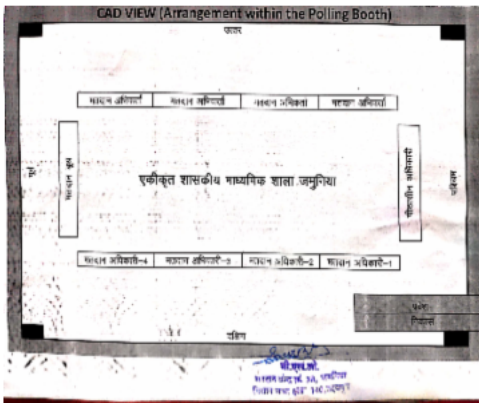 CAD VIEW (Arrangement within the Polling Booth)
उत्तर
मतदान अभिकर्ता मतदान अभिकर्ता मतदान अभिकर्ता मतदान अभिकर्ता
पूर्व
मतदान बूथ
एकीकृत शासकीय माध्यमिक शाला जमुनिया
पीठासीन अधिकारी
पश्चिम
मतदान अधिकारी-4 मतदान अधिकारी-3 मतदान अधिकारी-2 मतदान अधिकारी-1
प्रवेश
निकास
दक्षिण
बी.एल.ओ.
मतदान केन्द्र क्रं.